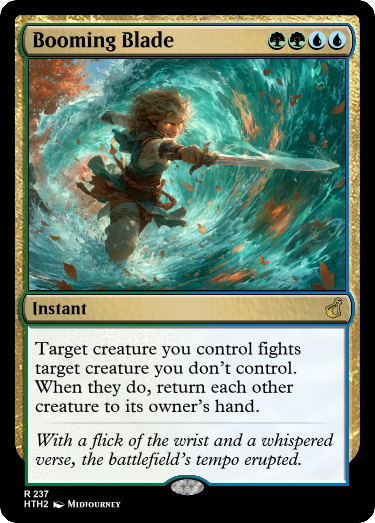 Booming Blade
Instant
Target creature you control fights
target creature you don't control.
When they do, return each other
creature to its owner's hand.
With a flick of the wrist and a whispered
verse, the battlefield's tempo erupted.
R 237
HTH2 Midjourney